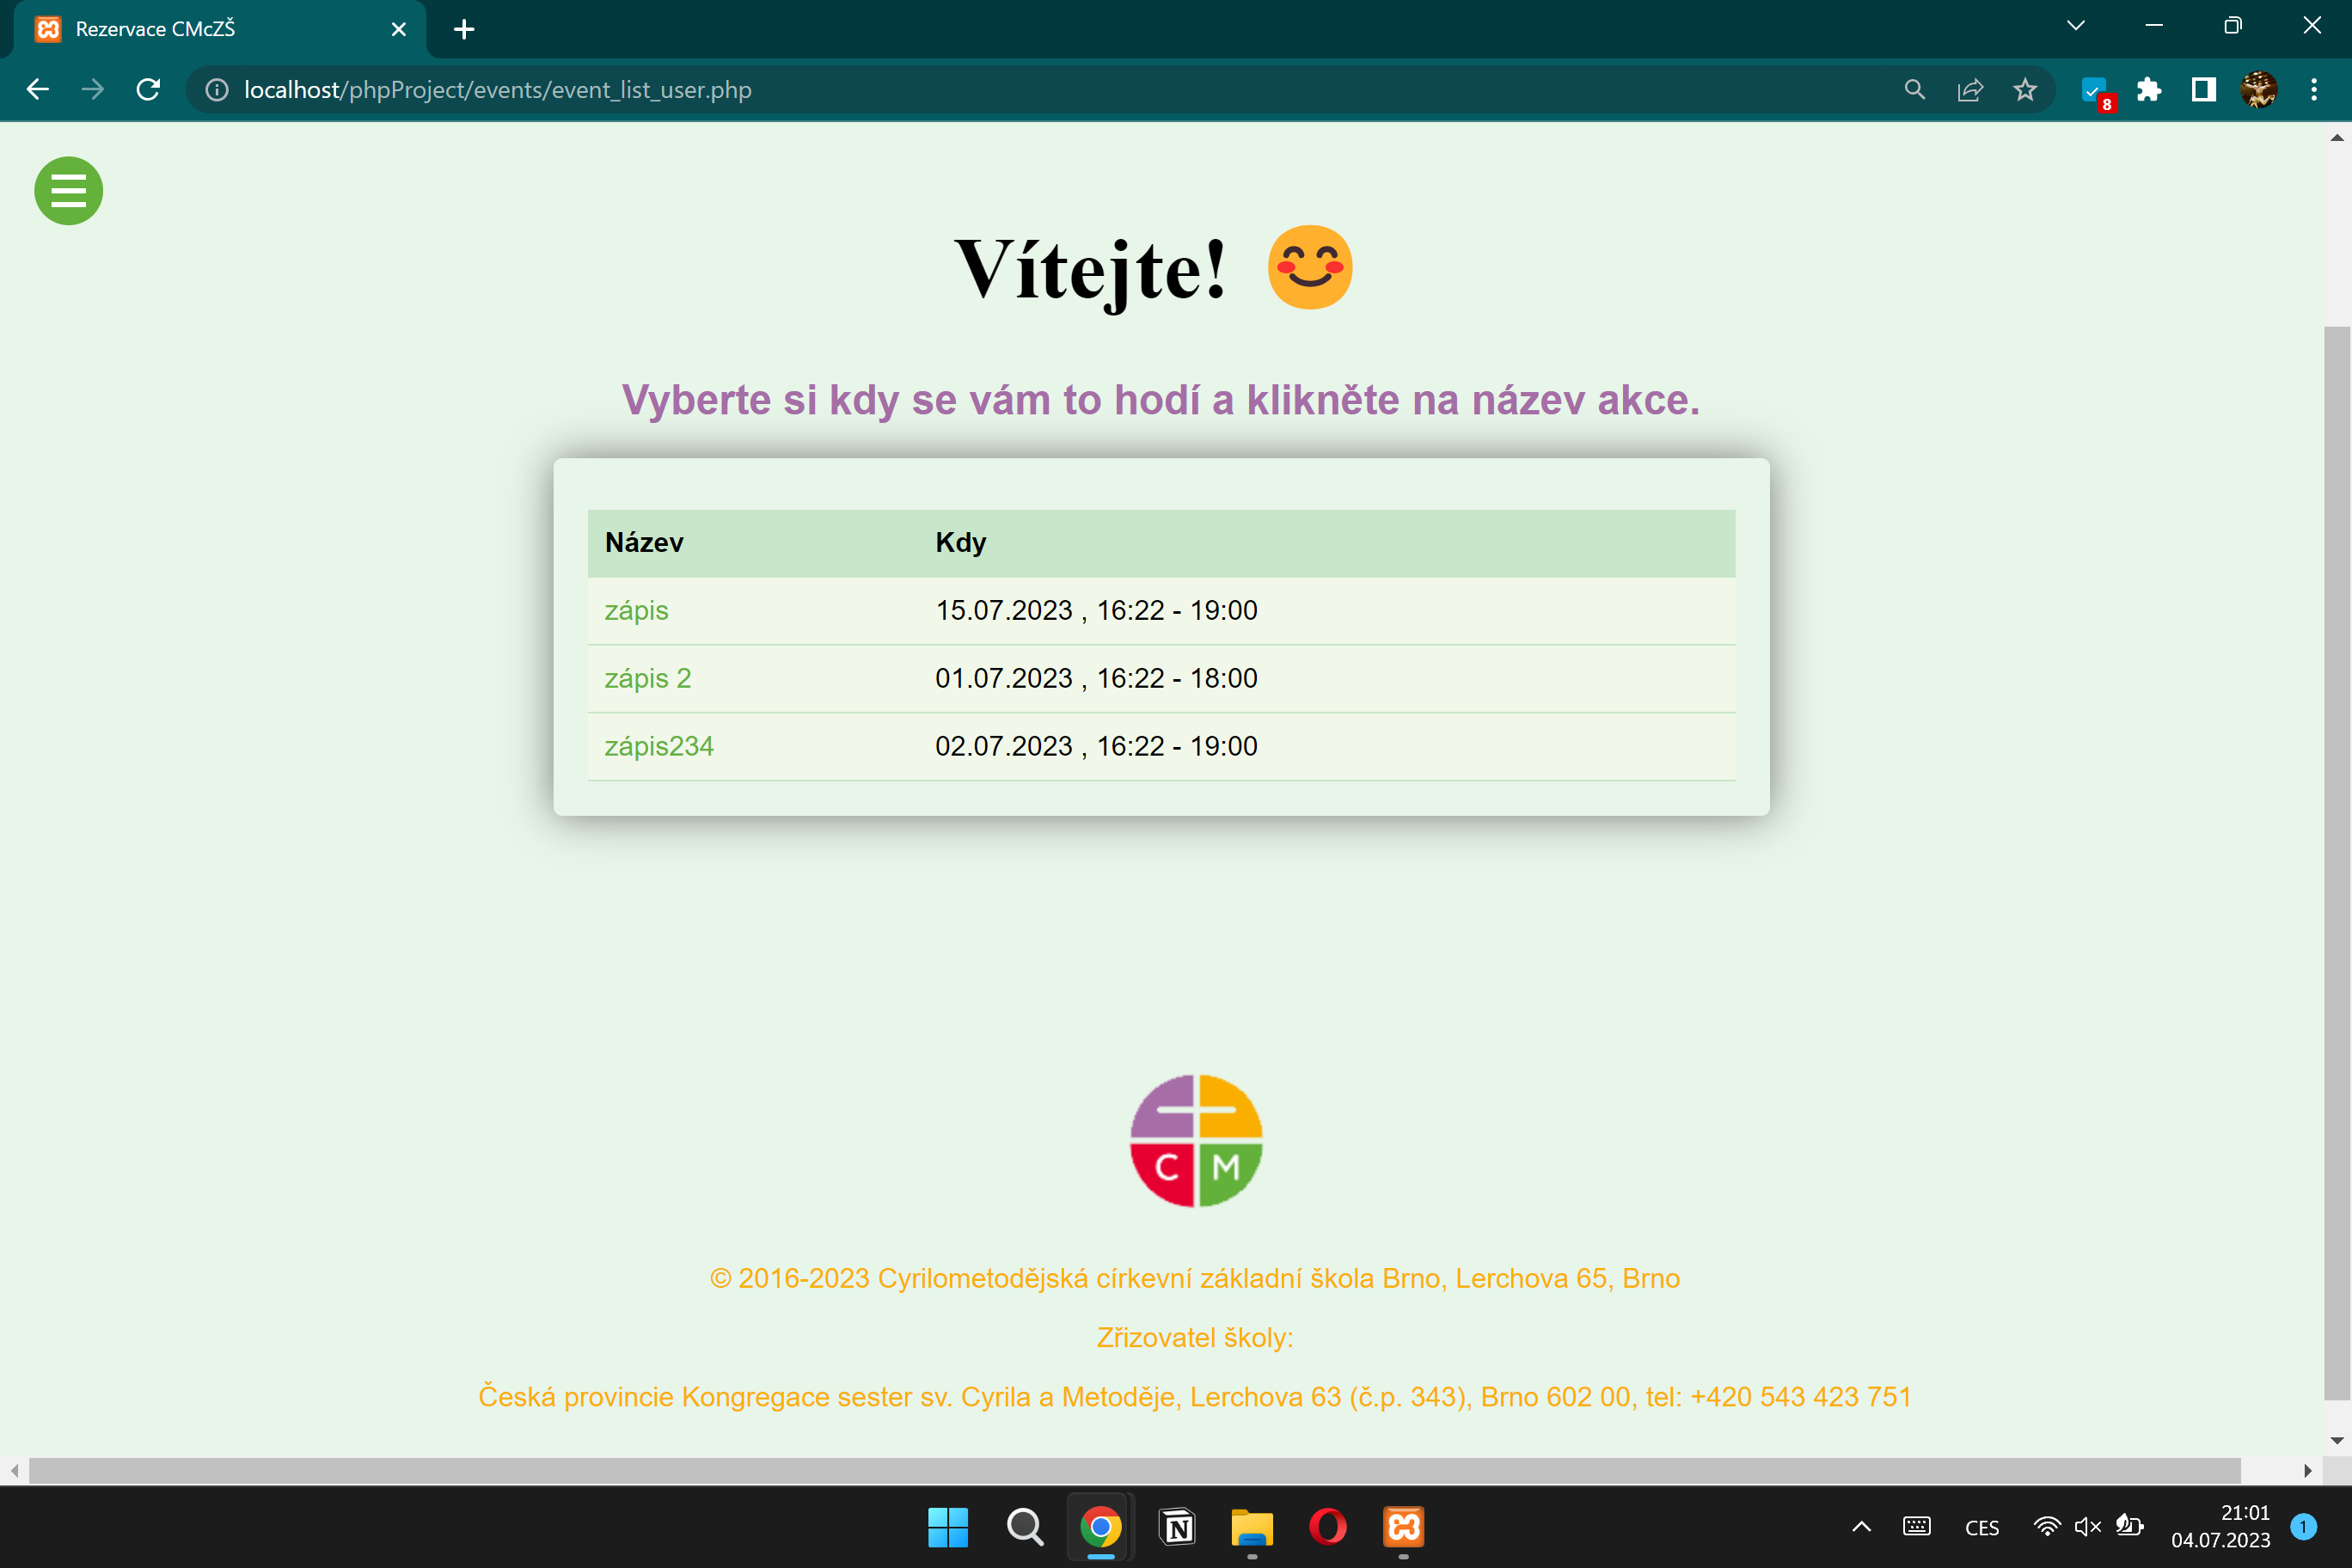 Rezervace CMcZŠ
localhost/phpProject/events/event_list_user.php
8
Vítejte! 😊
Vyberte si kdy se vám to hodí a klikněte na název akce.
Název Kdy
zápis 15.07.2023 , 16:22 - 19:00
zápis 2 01.07.2023 , 16:22 - 18:00
zápis234 02.07.2023 , 16:22 - 19:00
C M
© 2016-2023 Cyrilometodějská církevní základní škola Brno, Lerchova 65, Brno
Zřizovatel školy:
Česká provincie Kongregace sester sv. Cyrila a Metoděje, Lerchova 63 (č.p. 343), Brno 602 00, tel: +420 543 423 751
N
CES
21:01
04.07.2023
1